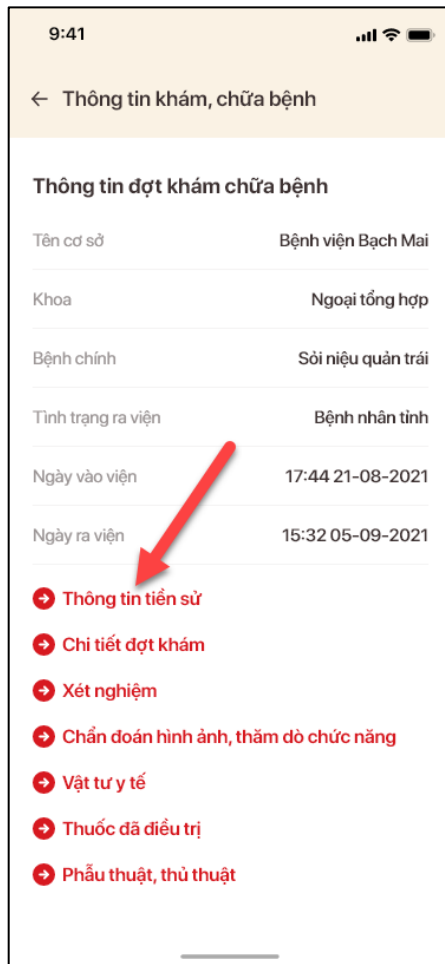 9:41
Thông tin khám, chữa bệnh
Thông tin đợt khám chữa bệnh
Tên cơ sở Bệnh viện Bạch Mai
Khoa Ngoại tổng hợp
Bệnh chính Sỏi niệu quản trái
Tình trạng ra viện Bệnh nhân tỉnh
Ngày vào viện 17:44 21-08-2021
Ngày ra viện 15:32 05-09-2021
Thông tin tiền sử
Chi tiết đợt khám
Xét nghiệm
Chẩn đoán hình ảnh, thăm dò chức năng
Vật tư y tế
Thuốc đã điều trị
Phẫu thuật, thủ thuật